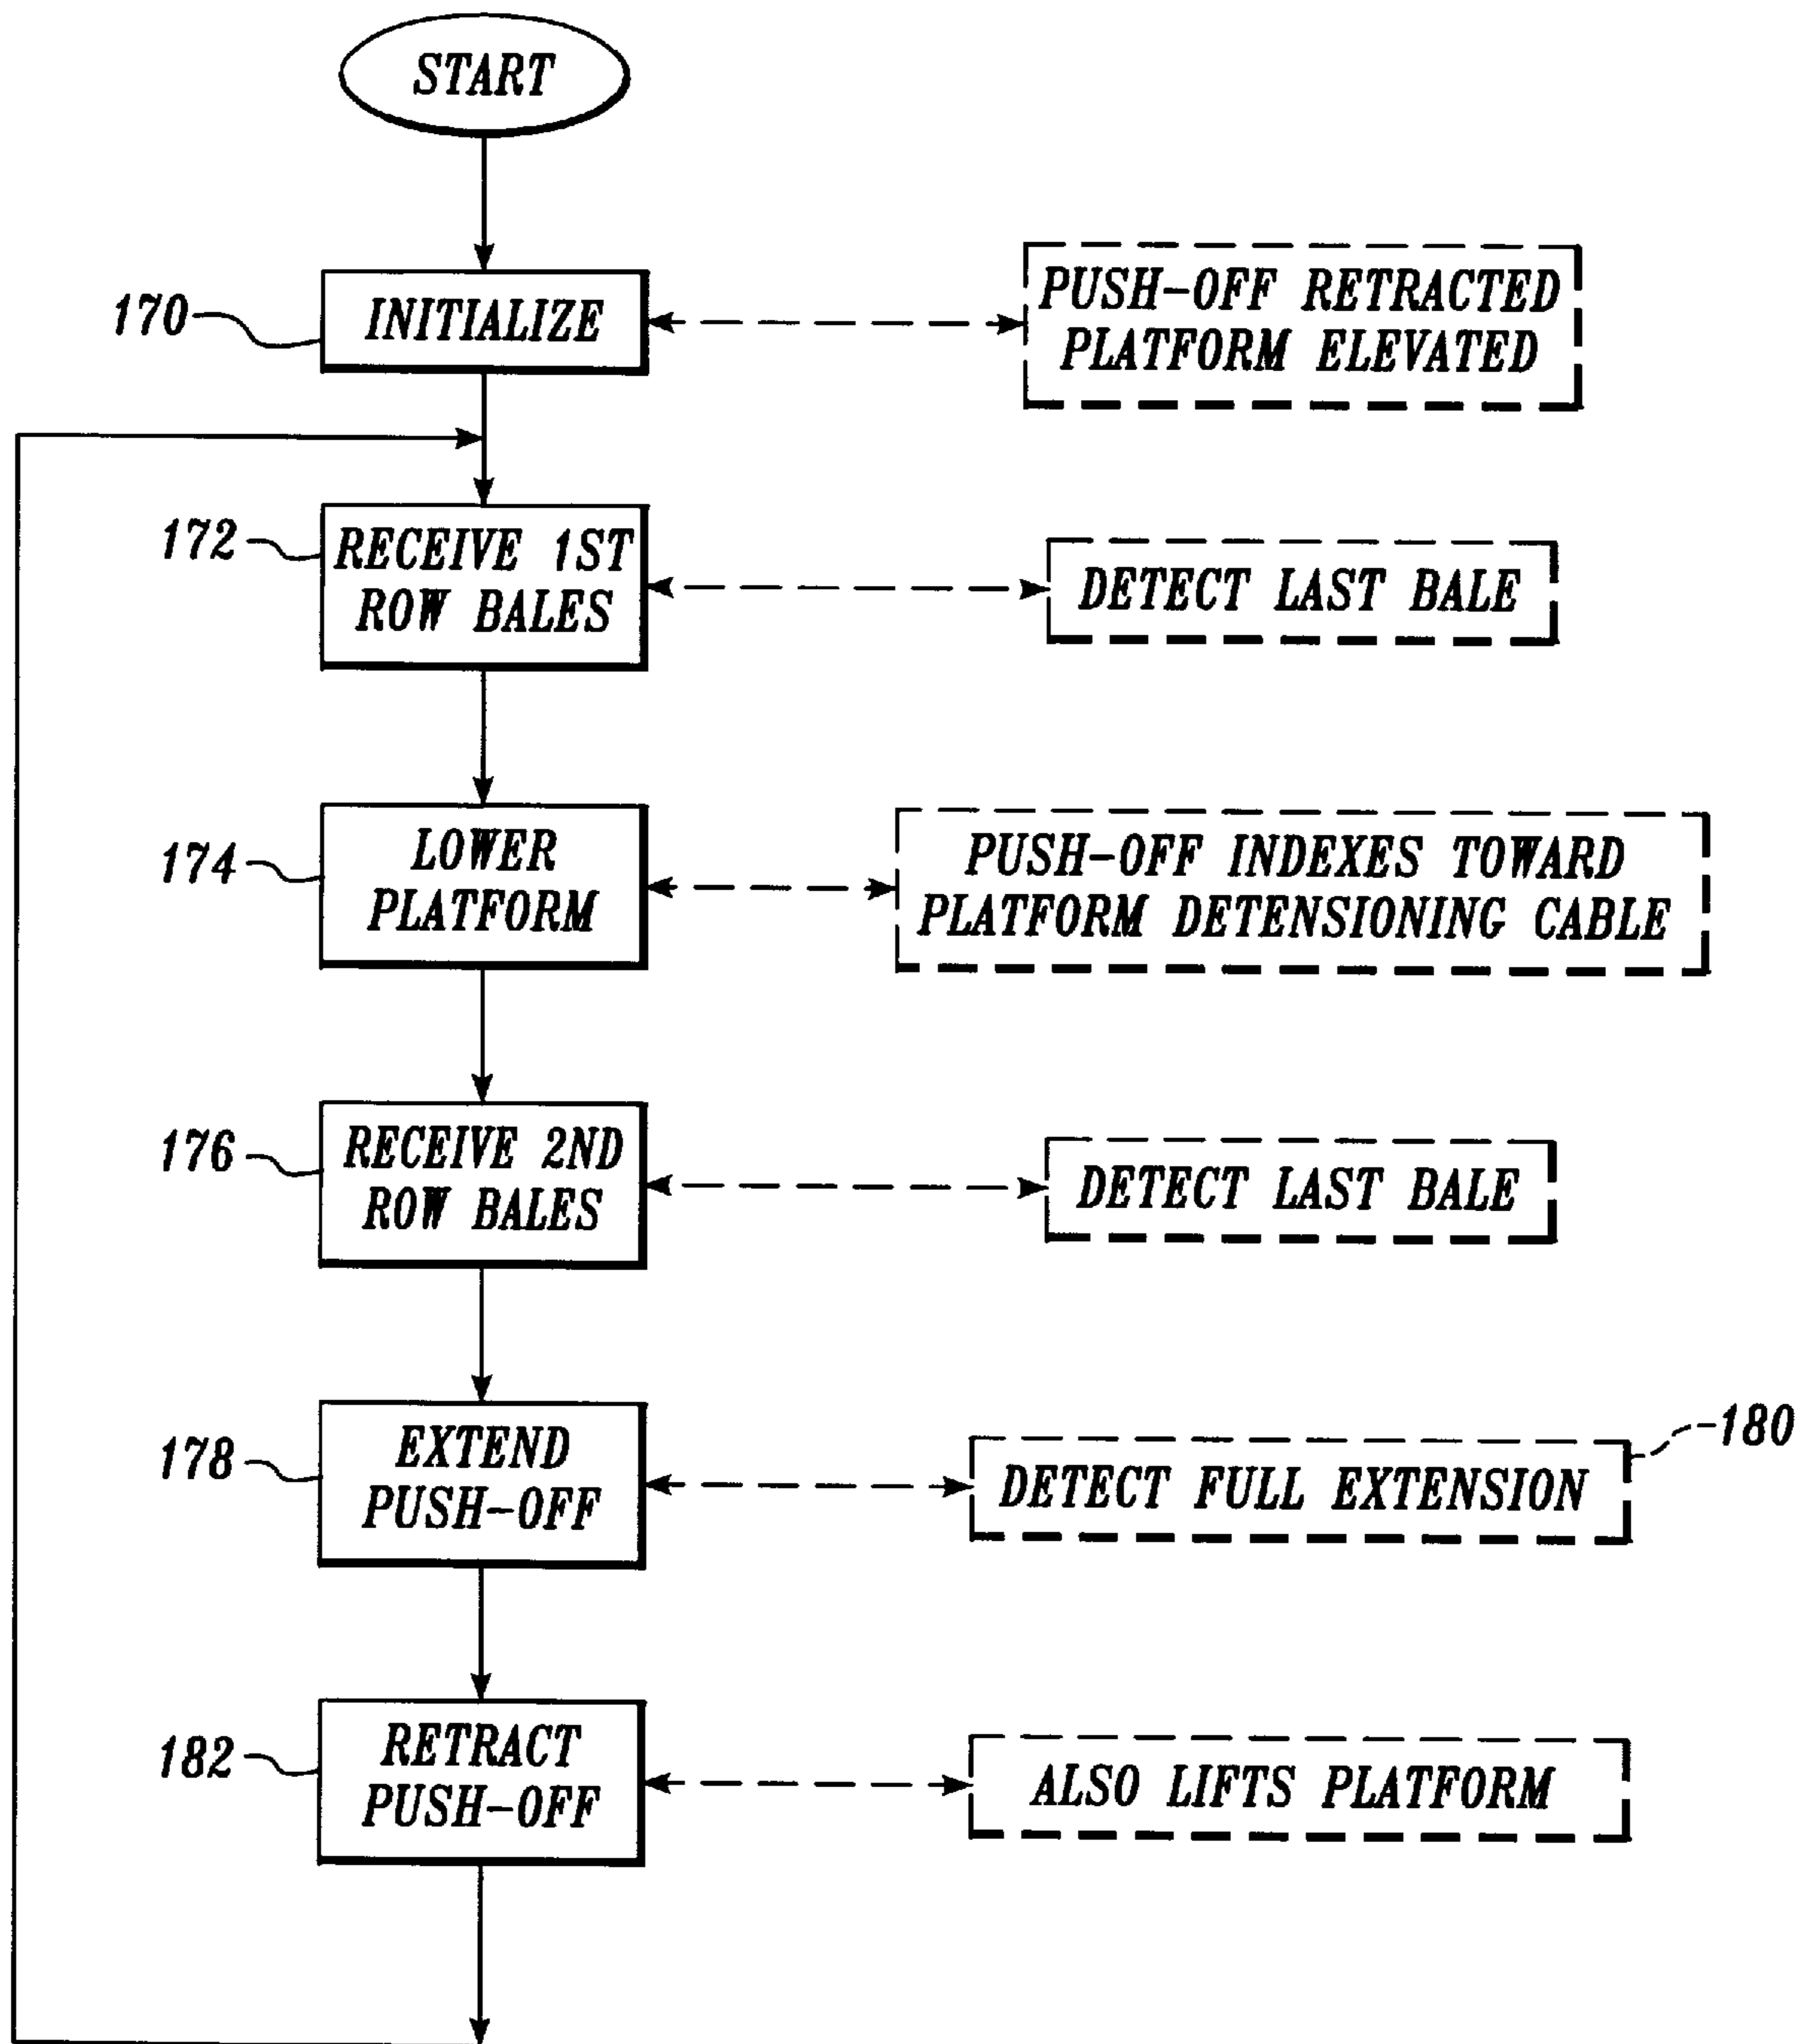 START
170
INITIALIZE
PUSH-OFF RETRACTED
PLATFORM ELEVATED
172
RECEIVE 1ST
ROW BALES
DETECT LAST BALE
174
LOWER
PLATFORM
PUSH-OFF INDEXES TOWARD
PLATFORM DETENSIONING CABLE
176
RECEIVE 2ND
ROW BALES
DETECT LAST BALE
178
EXTEND
PUSH-OFF
DETECT FULL EXTENSION
180
182
RETRACT
PUSH-OFF
ALSO LIFTS PLATFORM